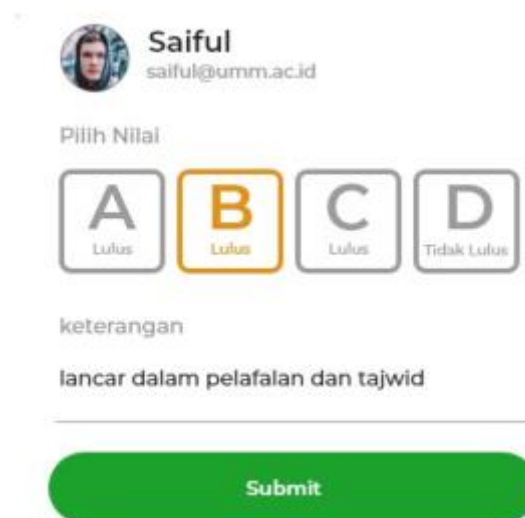 Saiful
saiful@umm.ac.id
Pilih Nilai
A B C D
Lulus Lulus Lulus Tidak Lulus
keterangan
lancar dalam pelafalan dan tajwid
Submit